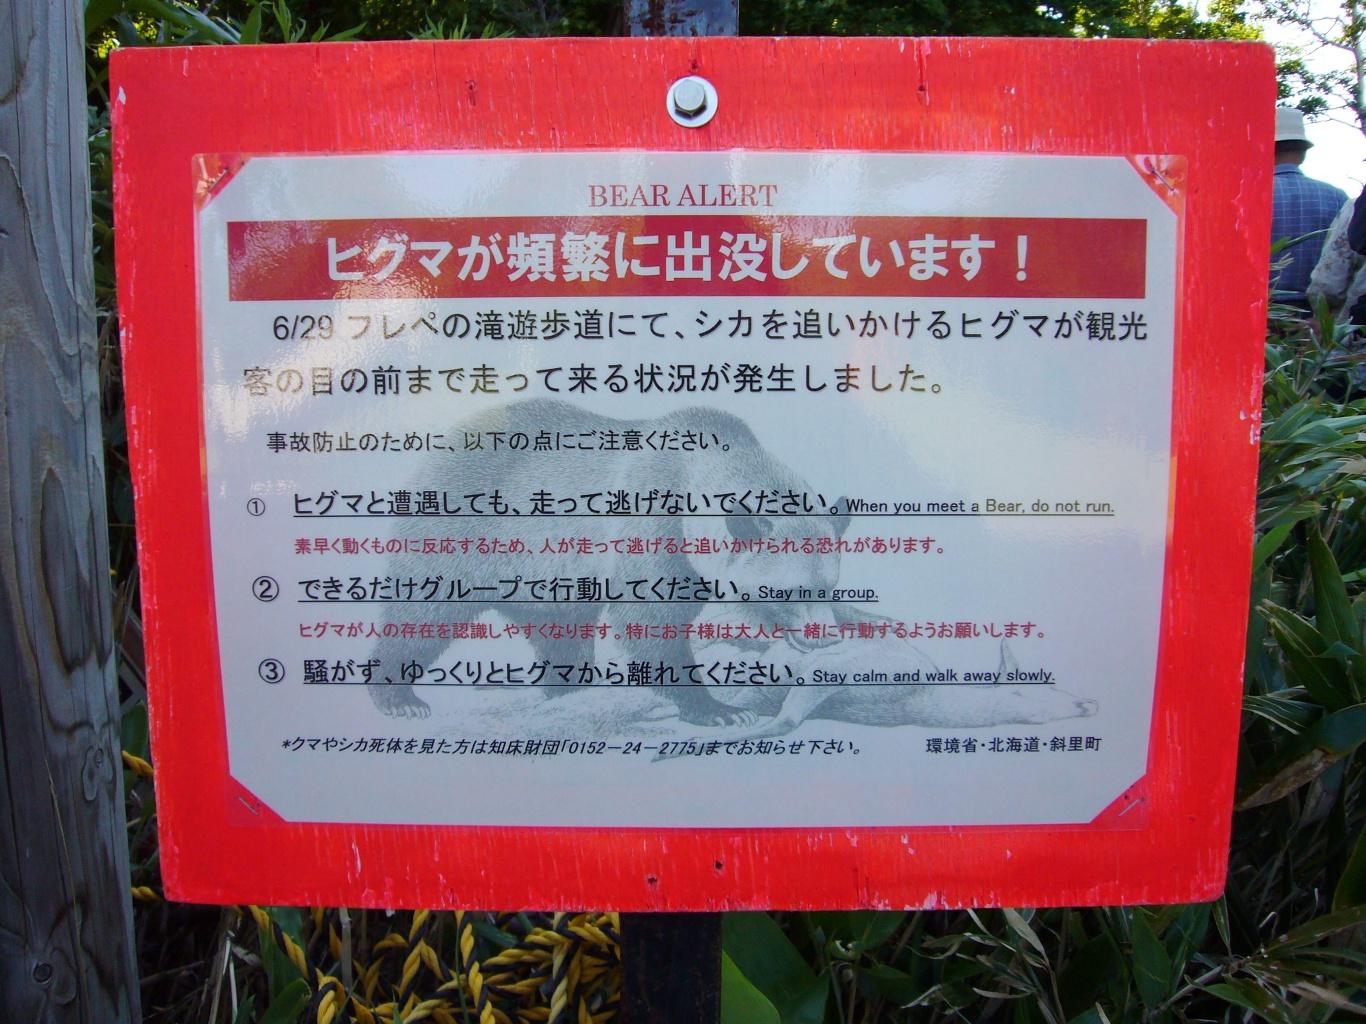 BEAR ALERT
ヒグマが頻繁に出没しています！
6/29 フレペの滝遊歩道にて、シカを追いかけるヒグマが観光
客の目の前まで走って来る状況が発生しました。
事故防止のために、以下の点にご注意ください。
① ヒグマと遭遇しても、走って逃げないでください。When you meet a Bear, do not run.
素早く動くものに反応するため、人が走って逃げると追いかけられる恐れがあります。
② できるだけグループで行動してください。Stay in a group.
ヒグマが人の存在を認識しやすくなります。特にお子様は大人と一緒に行動するようお願いします。
③ 騒がず、ゆっくりとヒグマから離れてください。Stay calm and walk away slowly.
*クマやシカ死体を見た方は知床財団「0152－24－2775」までお知らせ下さい。 環境省・北海道・斜里町